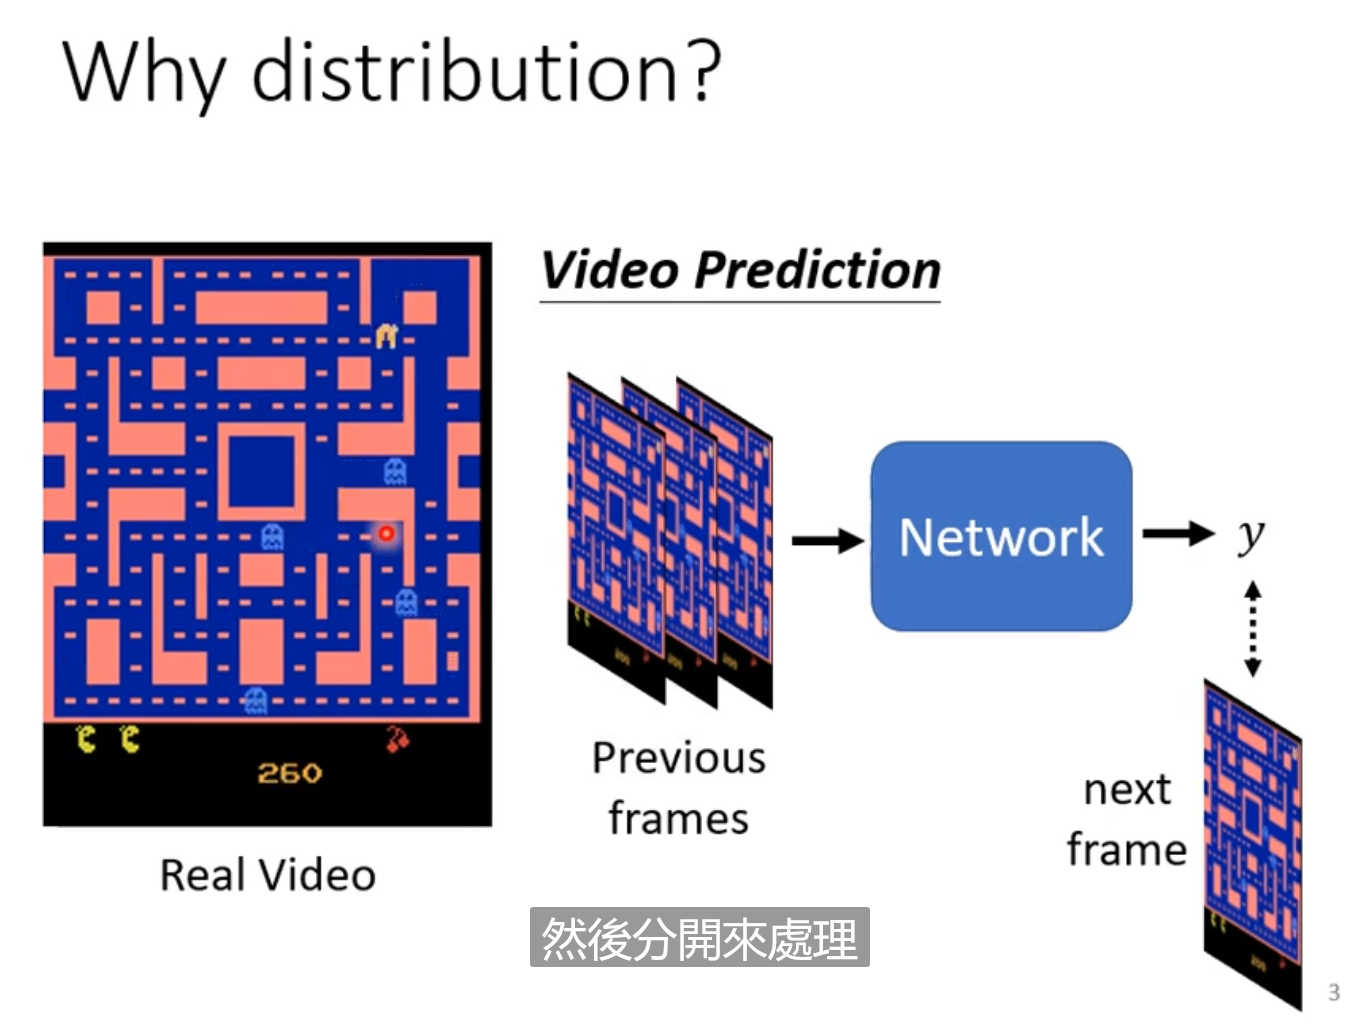 Why distribution?
Video Prediction
Network
y
260
Previous
frames
next
frame
Real Video
然後分開來處理
3